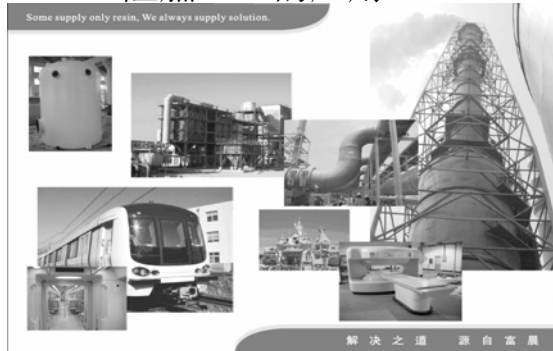 Some supply only resin, We always supply solution.
解决之道 源自富晨